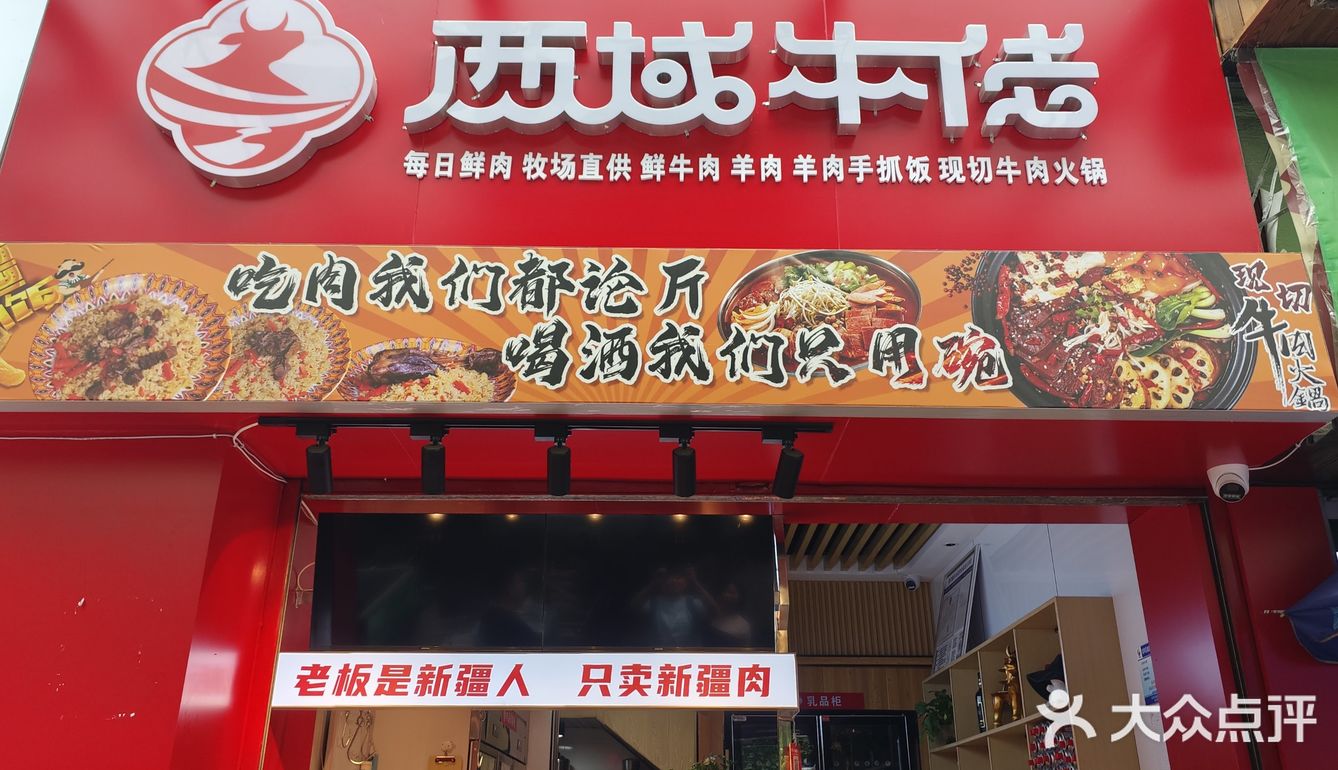 西域牛佬
每日鲜肉 牧场直供 鲜牛肉 羊肉 羊肉手抓饭 现切牛肉火锅
吃肉我们都论斤
喝酒我们只用碗
现切
牛肉火锅
老板是新疆人 只卖新疆肉
乳品柜
大众点评